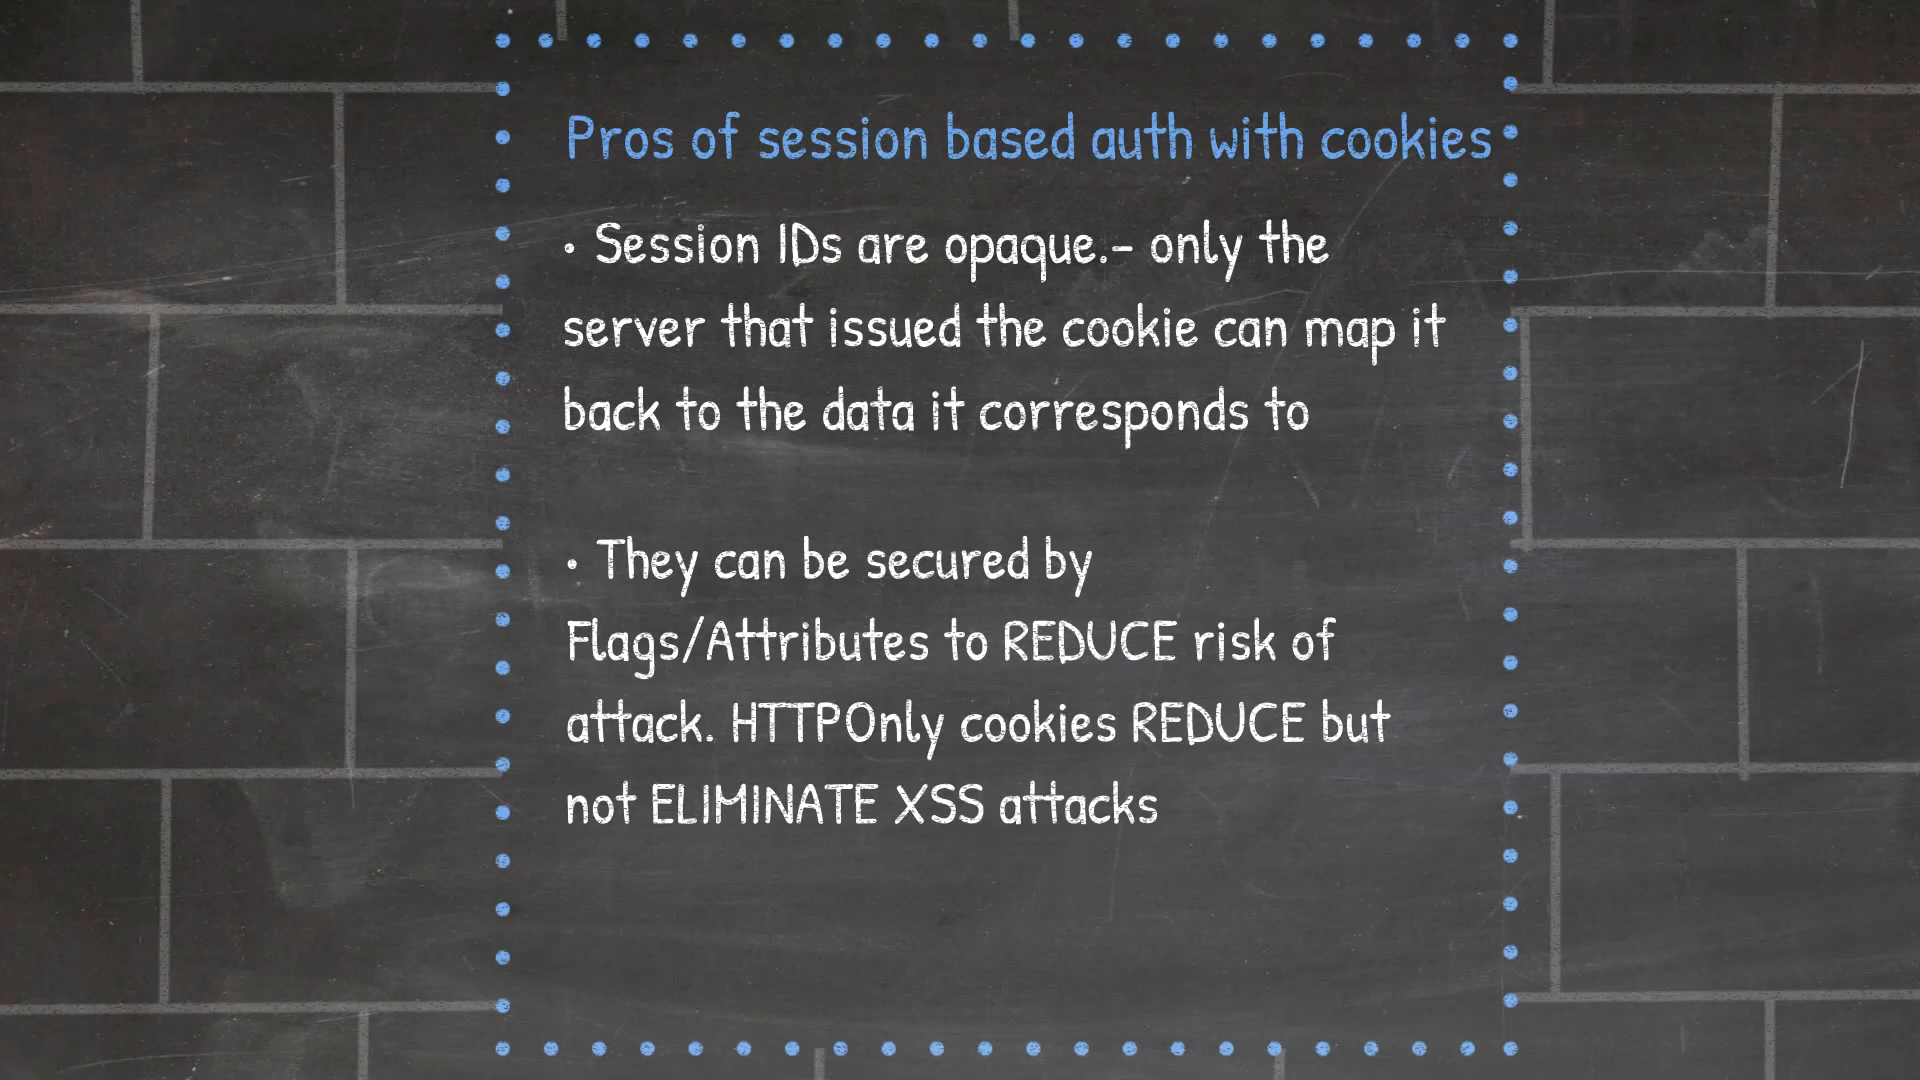 Pros of session based auth with cookies
• Session IDs are opaque.- only the
server that issued the cookie can map it
back to the data it corresponds to
• They can be secured by
Flags/Attributes to REDUCE risk of
attack. HTTPOnly cookies REDUCE but
not ELIMINATE XSS attacks